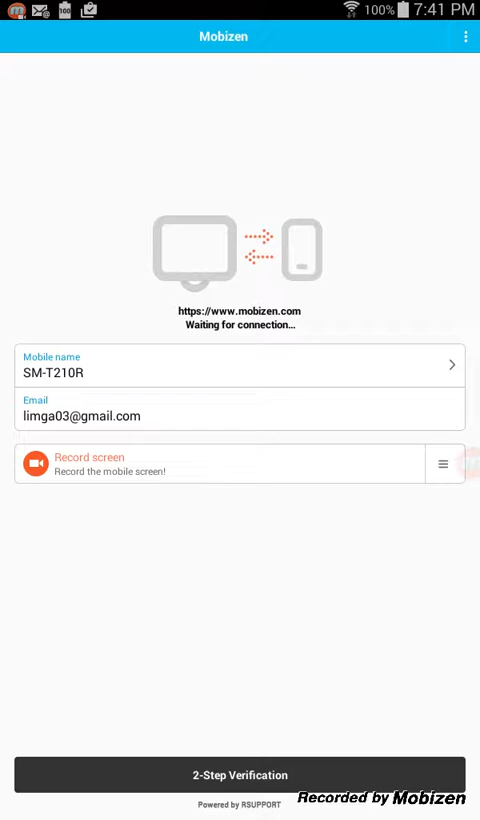 100% 7:41 PM
Mobizen
https://www.mobizen.com
Waiting for connection...
Mobile name
SM-T210R
Email
limga03@gmail.com
Record screen
Record the mobile screen!
2-Step Verification
Powered by RSUPPORT
Recorded by Mobizen